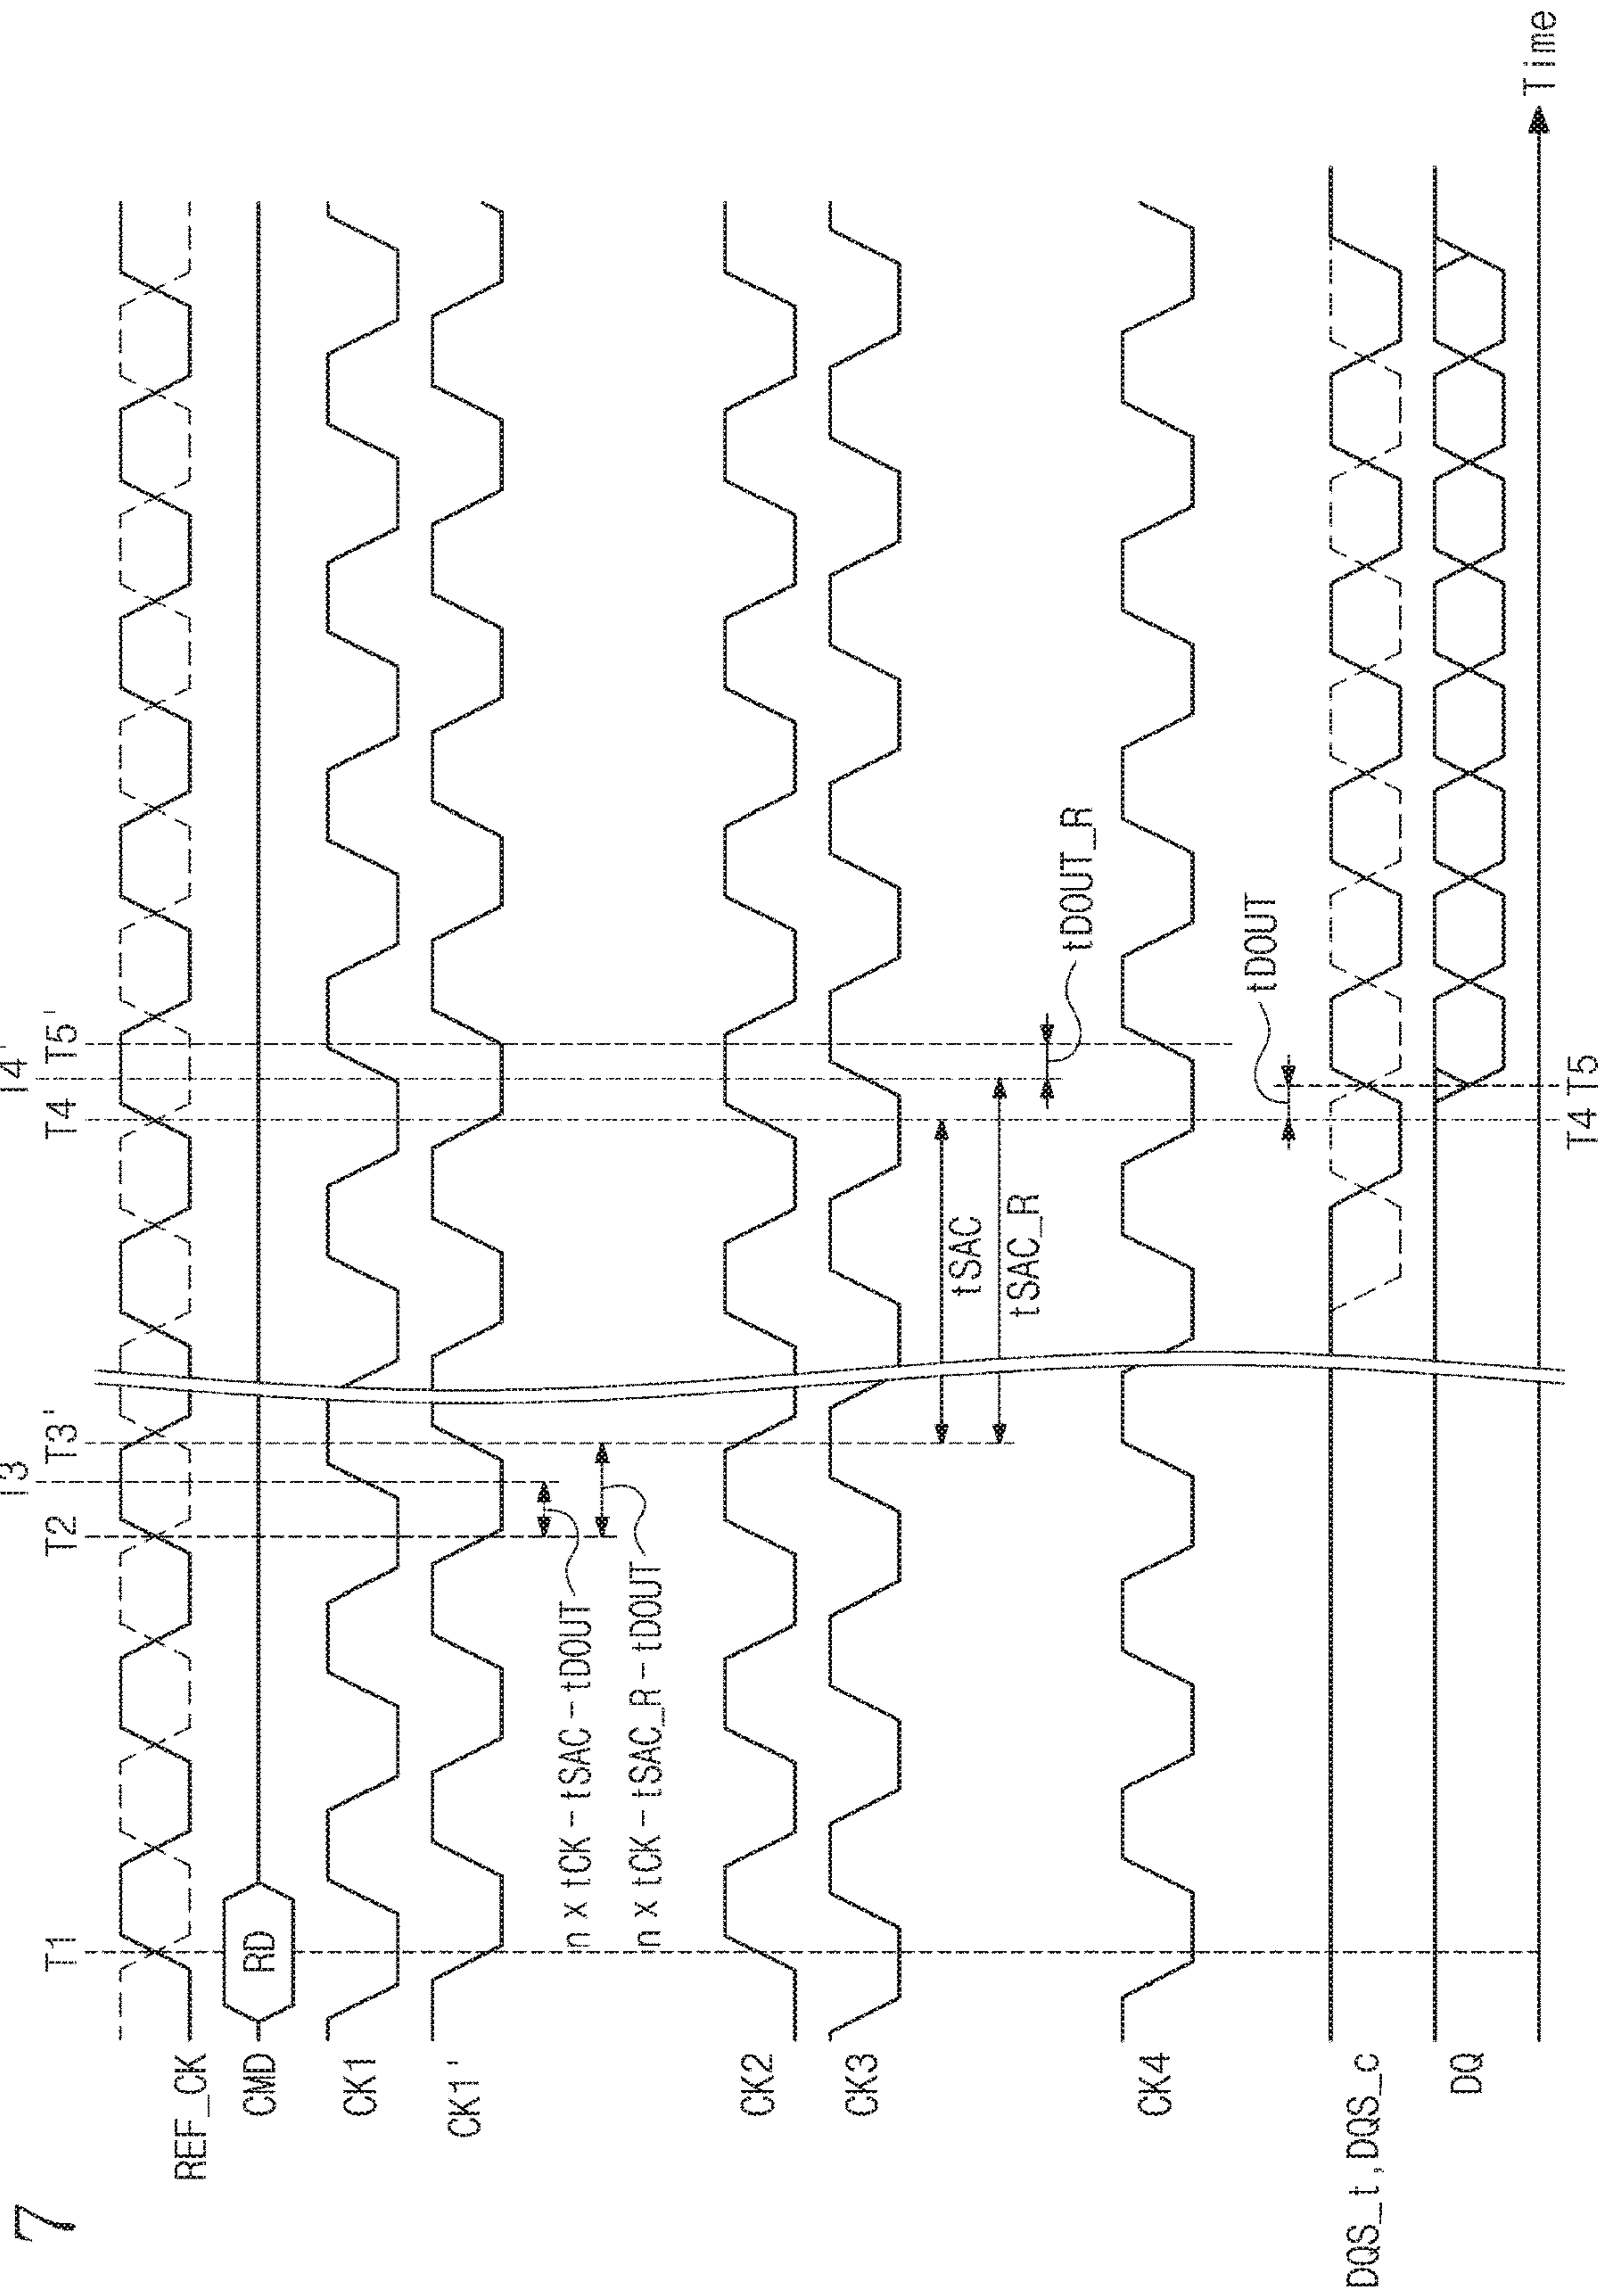 7
T1
T2
T3
T3'
T4
T4'
T5'
REF_CK
CMD
RD
CK1
CK1'
n x tCK-tSAC-tDOUT
n x tCK-tSAC_R-tDOUT
CK2
CK3
tSAC
tSAC_R
tDOUT_R
CK4
tDOUT
DQS_t,DQS_c
DQ
T4
T5
Time